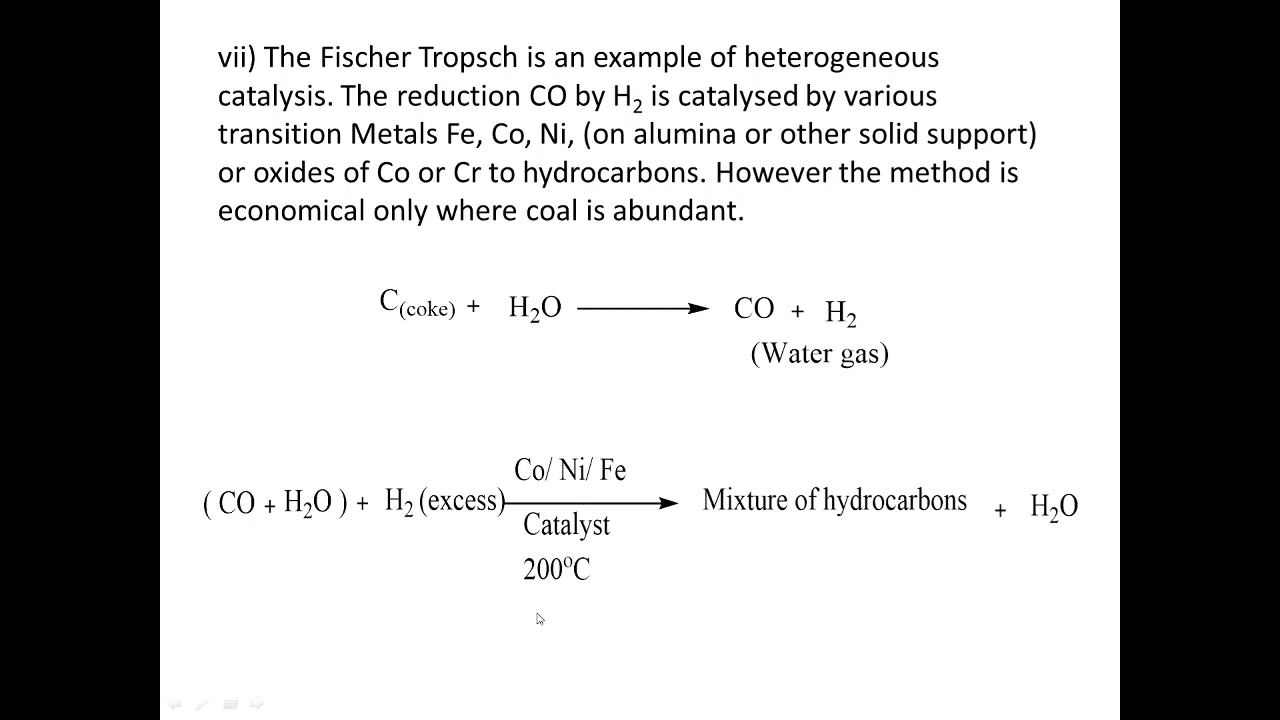 vii) The Fischer Tropsch is an example of heterogeneous
catalysis. The reduction CO by H₂ is catalysed by various
transition Metals Fe, Co, Ni, (on alumina or other solid support)
or oxides of Co or Cr to hydrocarbons. However the method is
economical only where coal is abundant.
C(coke) + H₂O ⟶ CO + H₂
(Water gas)
Co/ Ni/ Fe
( CO + H₂O ) + H₂ (excess) ⟶ Mixture of hydrocarbons + H₂O
Catalyst
200⁰C